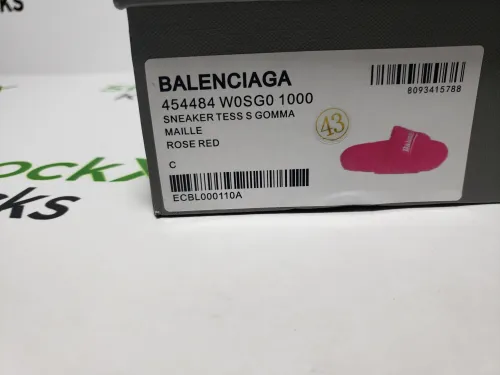 BALENCIAGA
454484 W0SG0 1000
SNEAKER TESS S GOMMA
MAILLE
ROSE RED
C
ECBL000110A
43
8093415788